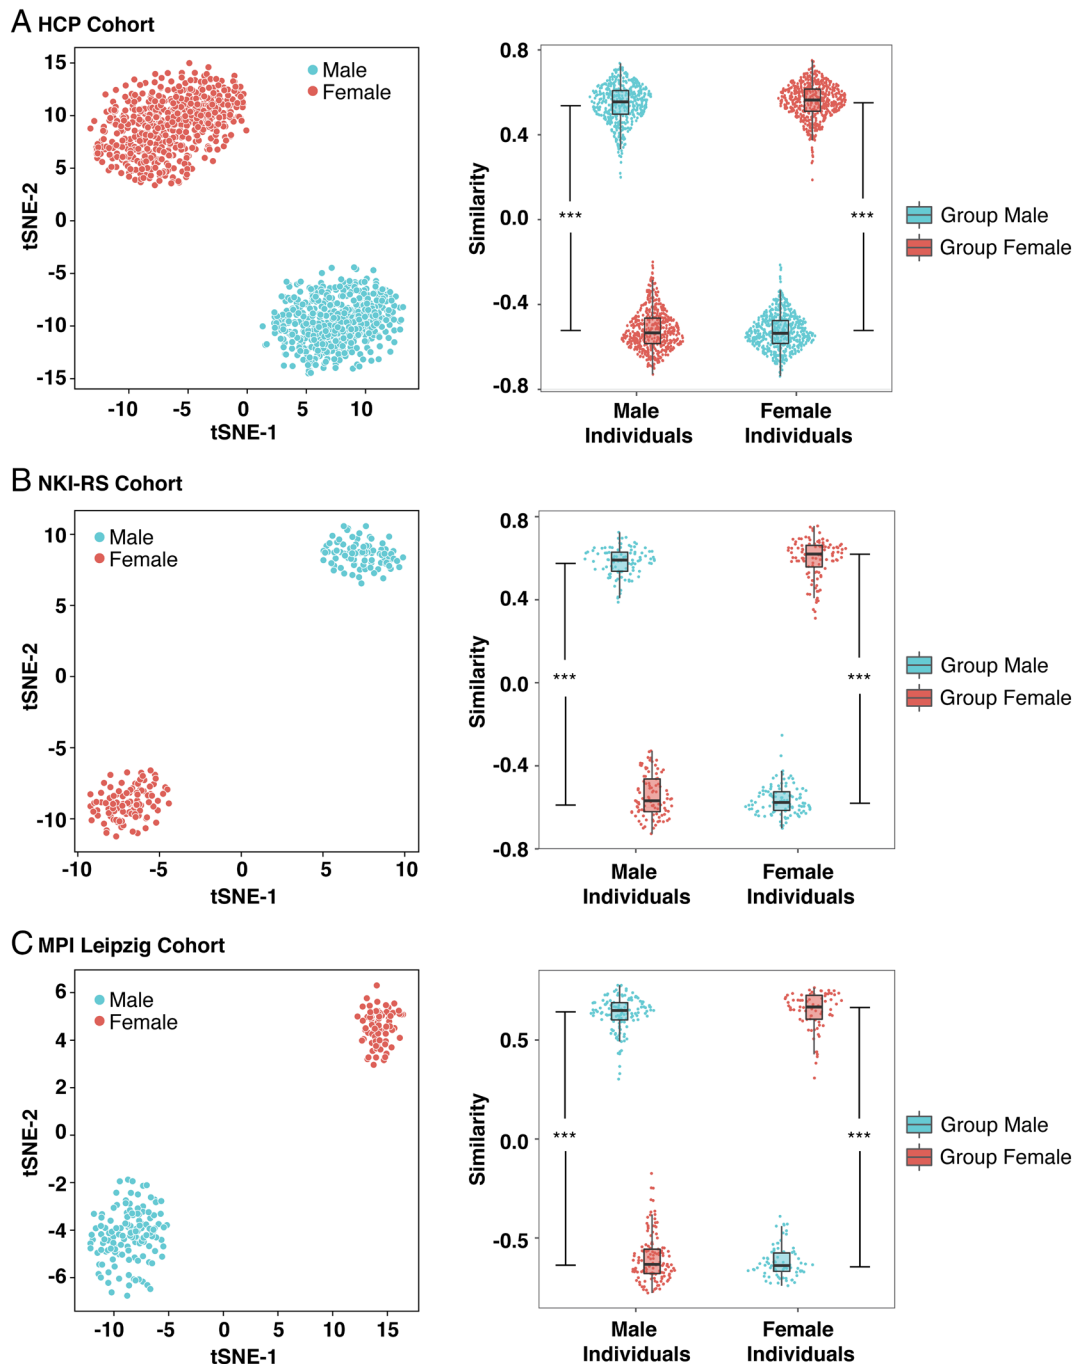 A HCP Cohort
Male
Female
15
10
5
0
-5
-10
-15
-10
-5
0
5
10
tSNE-1
tSNE-2
0.8
0.4
0.0
-0.4
-0.8
Similarity
***
***
Male
Individuals
Female
Individuals
Group Male
Group Female
B NKI-RS Cohort
Male
Female
10
5
0
-5
-10
-10
-5
0
5
10
tSNE-1
tSNE-2
0.8
0.4
0.0
-0.4
-0.8
Similarity
***
***
Male
Individuals
Female
Individuals
Group Male
Group Female
C MPI Leipzig Cohort
Male
Female
6
4
2
0
-2
-4
-6
-10
-5
0
5
10
15
tSNE-1
tSNE-2
0.5
0.0
-0.5
Similarity
***
***
Male
Individuals
Female
Individuals
Group Male
Group Female